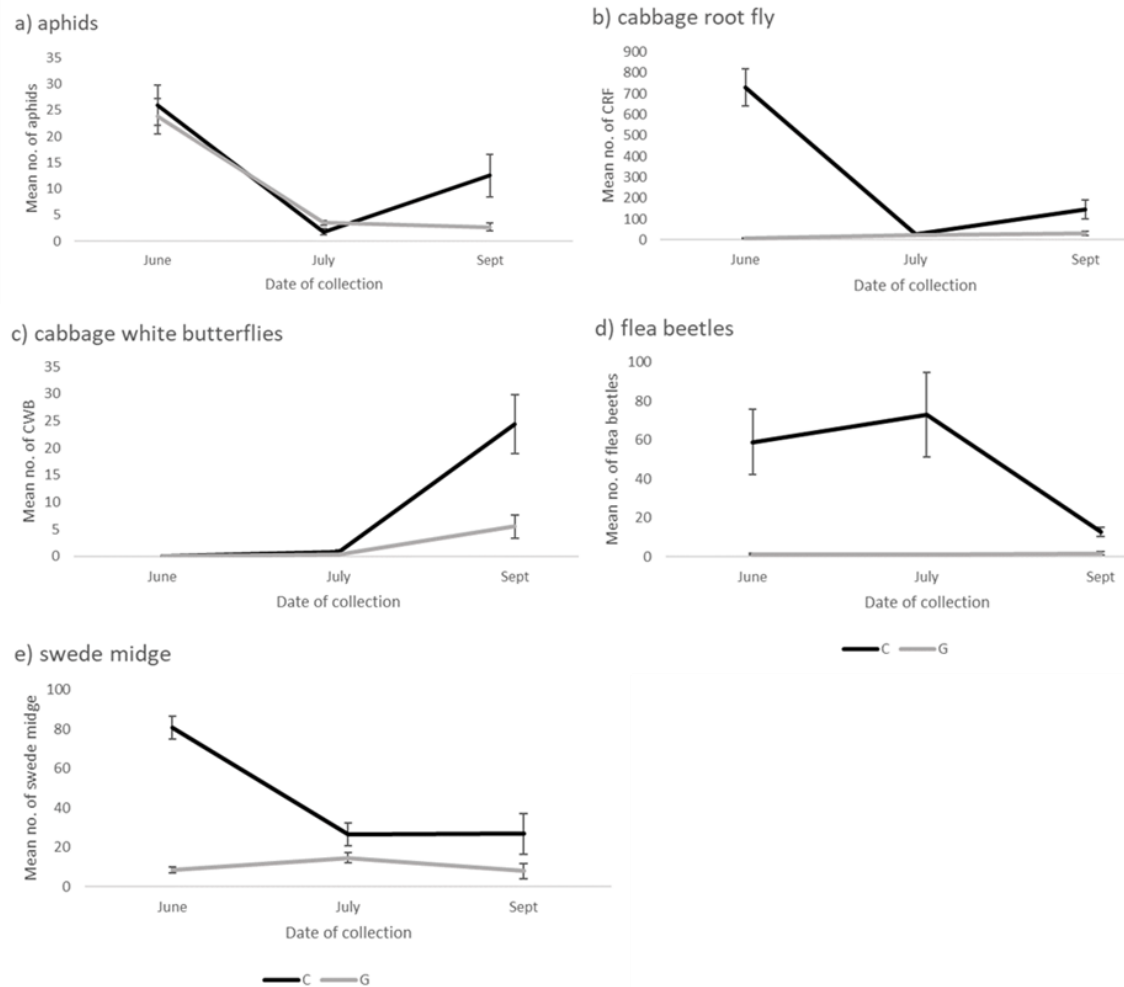 a) aphids
Mean no. of aphids
35
30
25
20
15
10
5
0
June July Sept
Date of collection
b) cabbage root fly
Mean no. of CRF
900
800
700
600
500
400
300
200
100
0
June July Sept
Date of collection
c) cabbage white butterflies
Mean no. of CWB
35
30
25
20
15
10
5
0
June July Sept
Date of collection
d) flea beetles
Mean no. of flea beetles
100
80
60
40
20
0
June July Sept
Date of collection
C G
e) swede midge
Mean no. of swede midge
100
80
60
40
20
0
June July Sept
Date of collection
C G